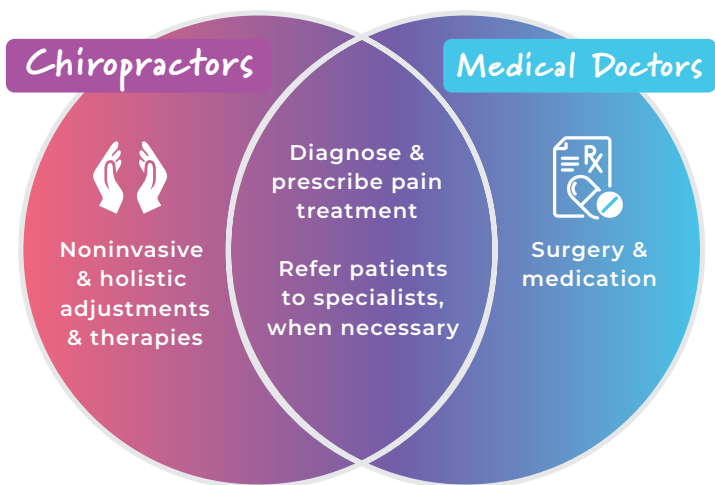 Chiropractors
Medical Doctors
Noninvasive
& holistic
adjustments
& therapies
Diagnose &
prescribe pain
treatment
Refer patients
to specialists,
when necessary
RX
Surgery &
medication